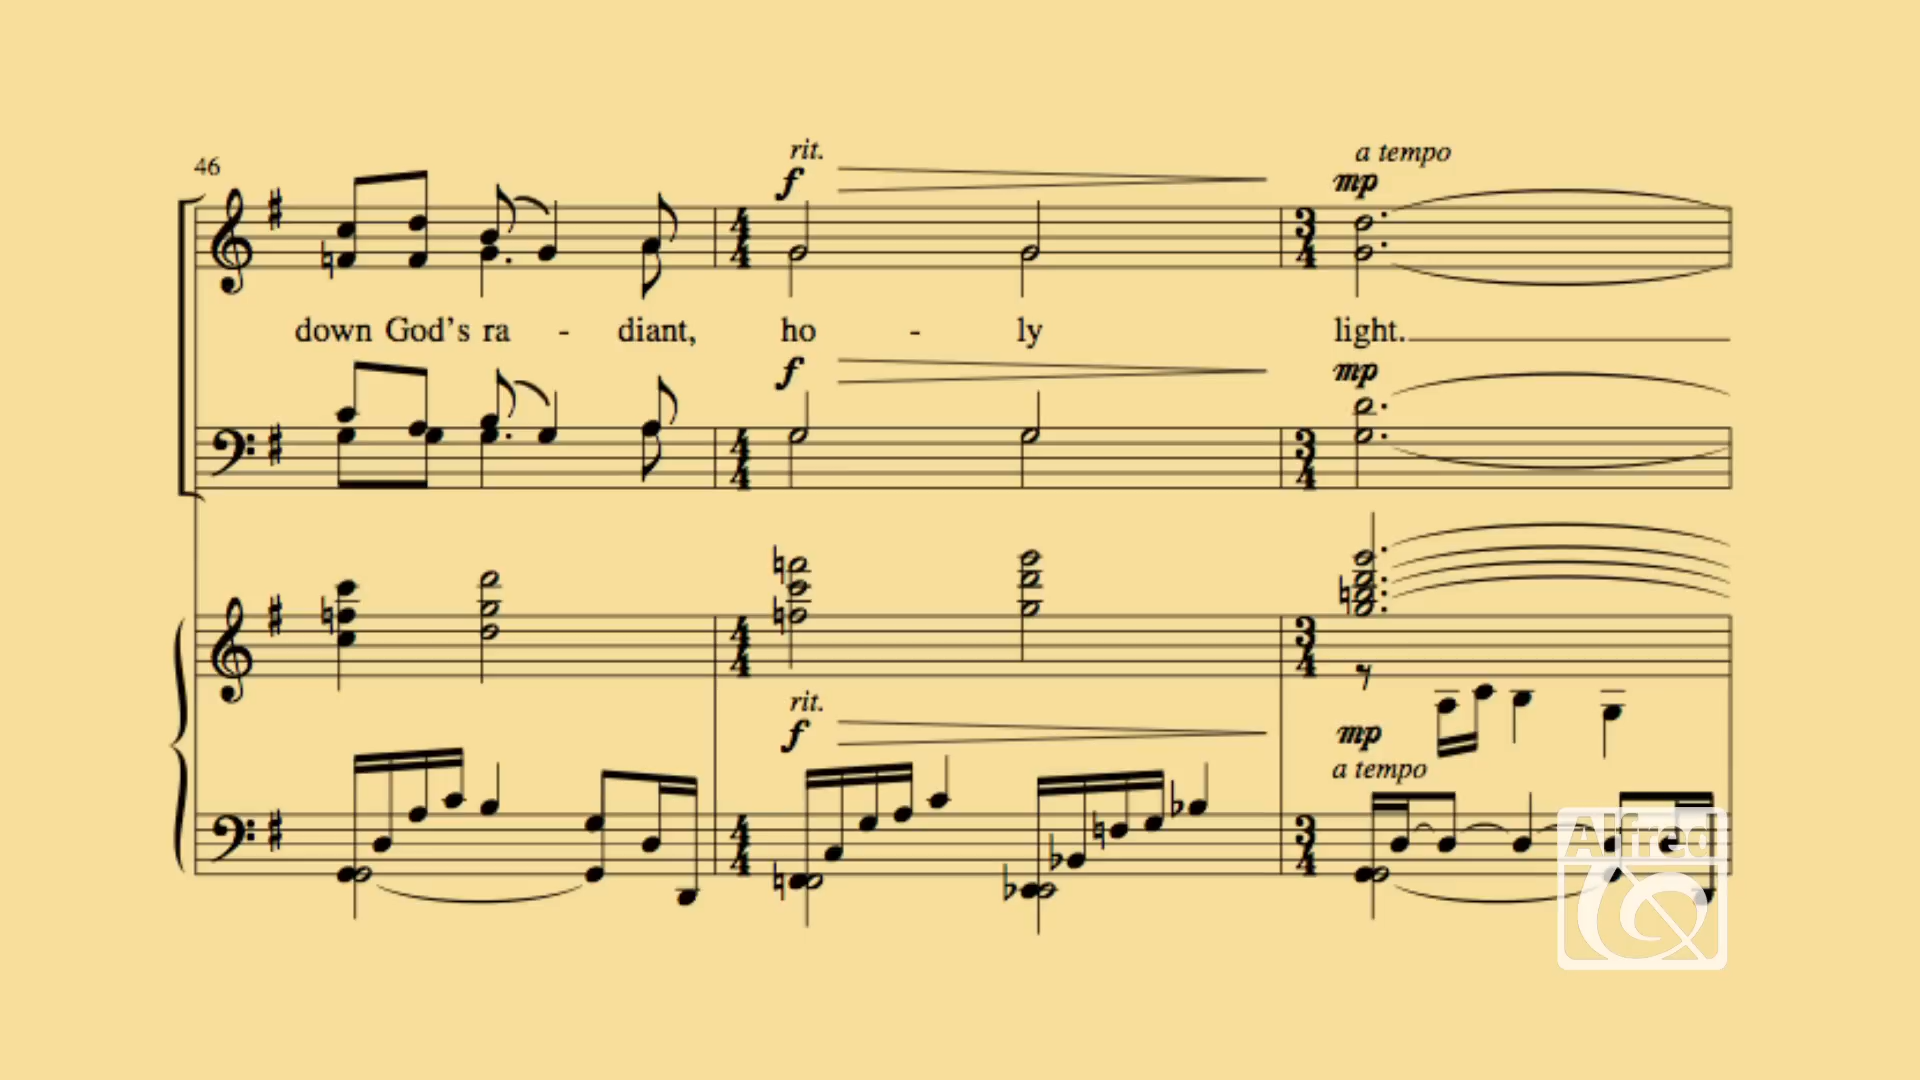 46
rit.
f
a tempo
mp
down God's ra - diant, ho - ly light.
f
mp
rit.
f
mp
a tempo
Alfred